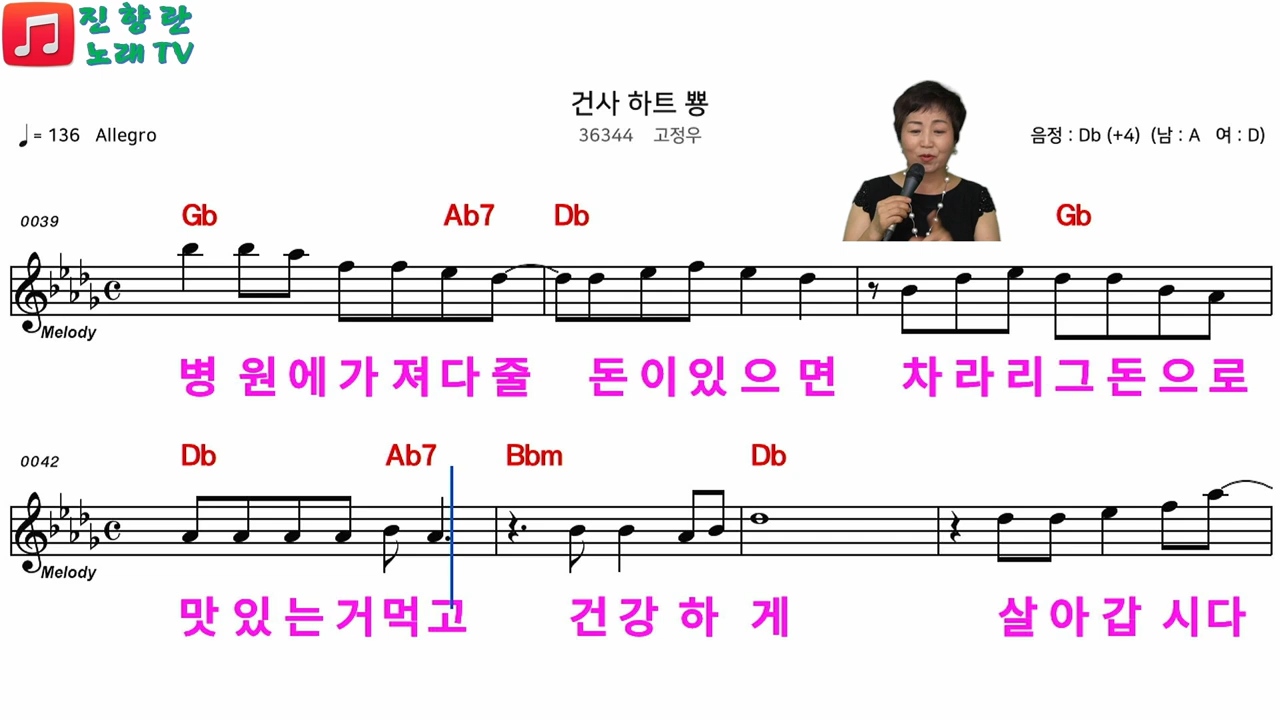 진향란
노래 TV
건사 하트 뿅
36344 고정우
♩ = 136 Allegro
음정 : Db (+4) (남 : A 여 : D)
0039 Gb Ab7 Db Gb
Melody
병원에가져다줄 돈이있으면 차라리그돈으로
0042 Db Ab7 Bbm Db
Melody
맛있는거먹고 건강하게 살아갑시다